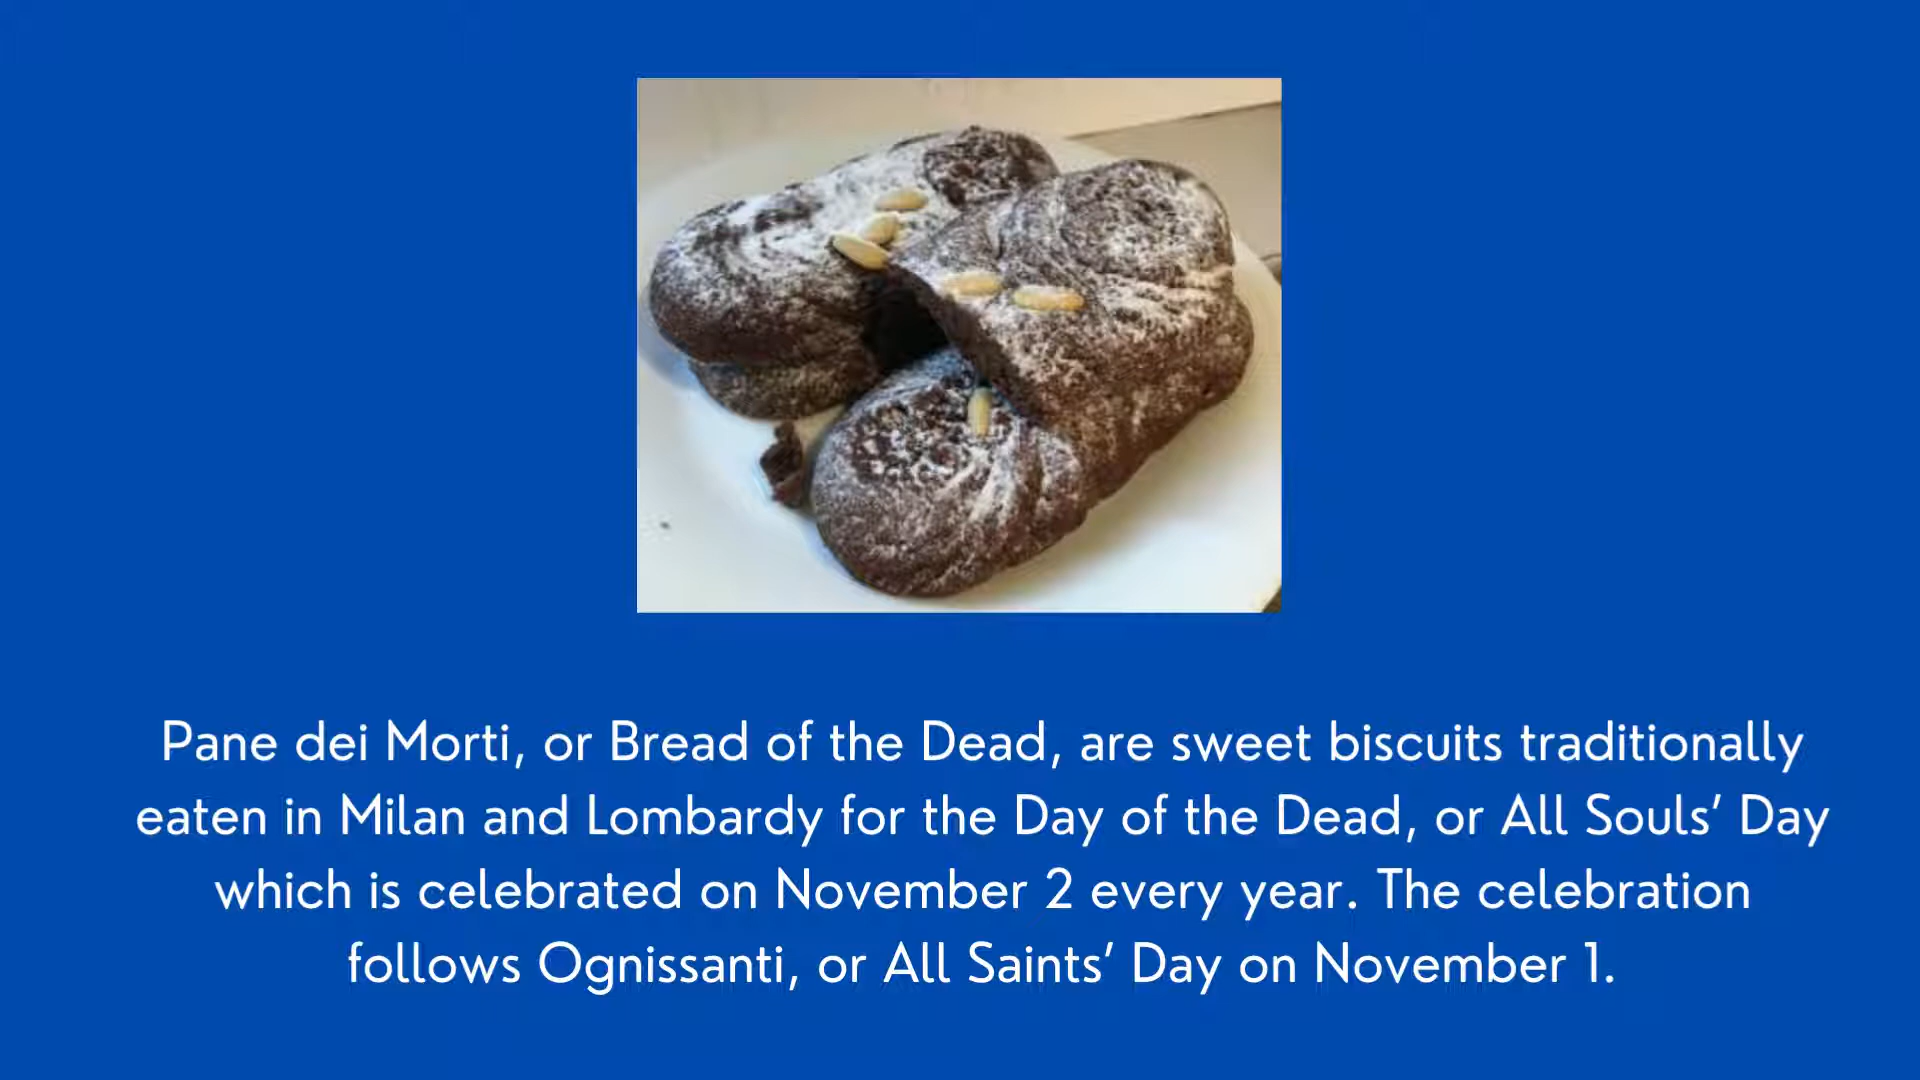 Pane dei Morti, or Bread of the Dead, are sweet biscuits traditionally
eaten in Milan and Lombardy for the Day of the Dead, or All Souls’ Day
which is celebrated on November 2 every year. The celebration
follows Ognissanti, or All Saints’ Day on November 1.